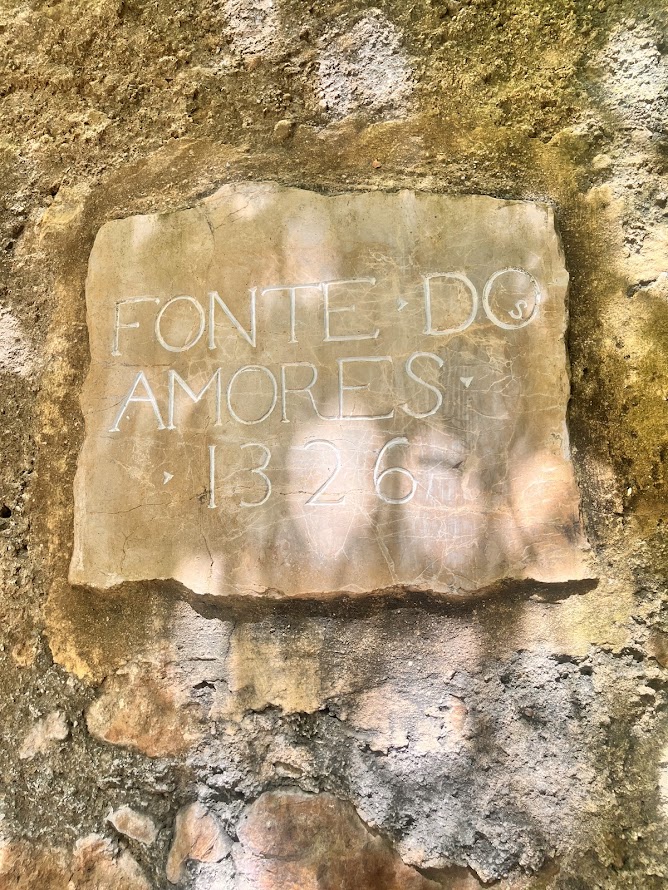 FONTE · DOS
AMORES ·
· 1326